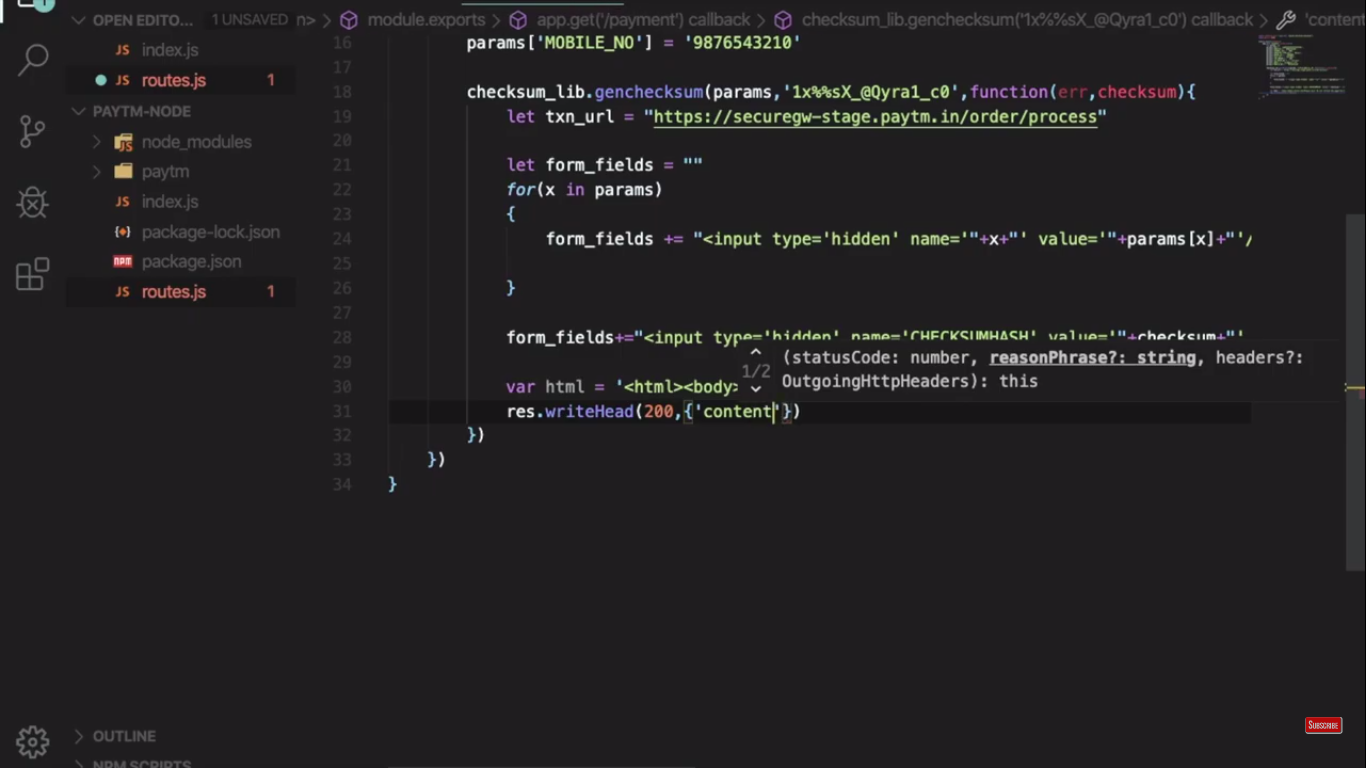 OPEN EDITO... 1 UNSAVED n> > module.exports > app.get('/payment') callback > checksum_lib.genchecksum('1x%%sX_@Qyra1_c0') callback > 'content
JS index.js
JS routes.js 1
PAYTM-NODE
node_modules
paytm
JS index.js
package-lock.json
package.json
JS routes.js 1
16 params['MOBILE_NO'] = '9876543210'
17
18 checksum_lib.genchecksum(params,'1x%%sX_@Qyra1_c0',function(err,checksum){
19 let txn_url = "https://securegw-stage.paytm.in/order/process"
20
21 let form_fields = ""
22 for(x in params)
23 {
24 form_fields += "<input type='hidden' name='"+x+"' value='"+params[x]+"'/
25
26 }
27
28 form_fields+="<input type='hidden' name='CHECKSUMHASH' value='"+checksum+"'
29
30 var html = '<html><body>
31 res.writeHead(200,{'content'})
32 })
33 })
34 }
1/2 (statusCode: number, reasonPhrase?: string, headers?:
OutgoingHttpHeaders): this
OUTLINE
NPM SCRIPTS
SUBSCRIBE